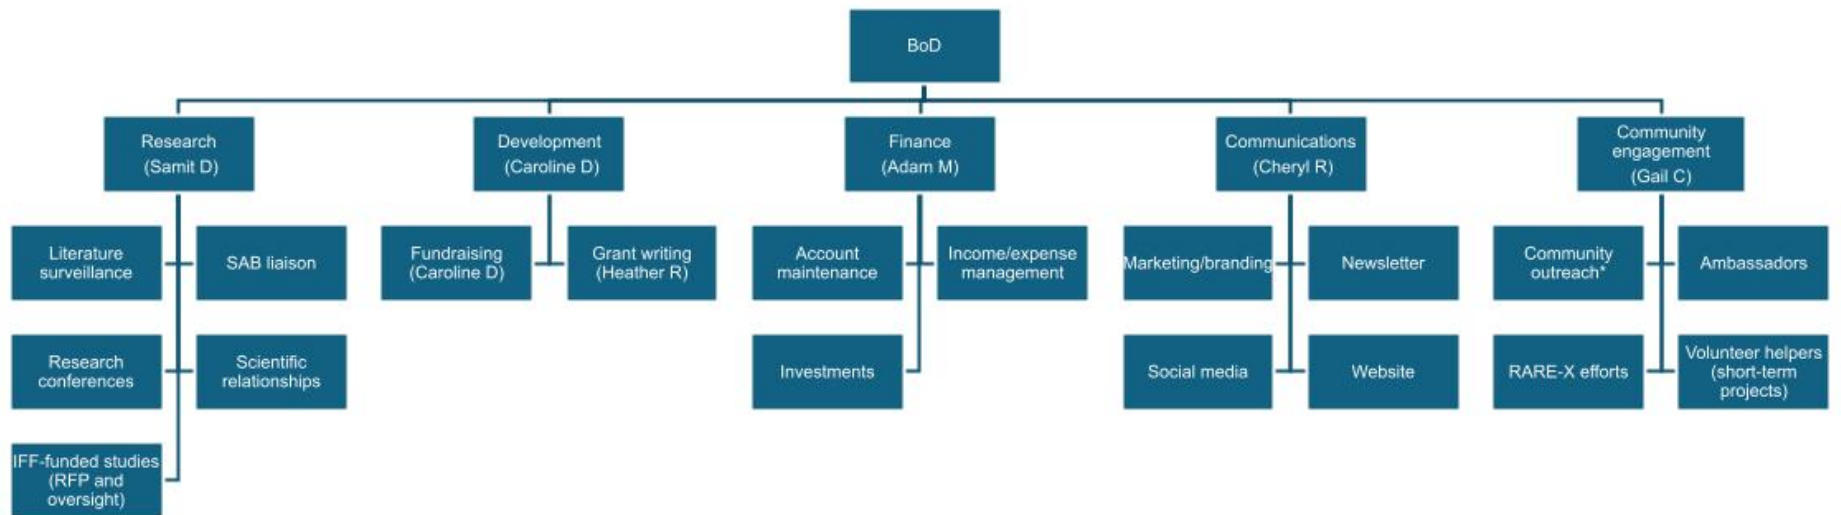 BoD
Research
(Samit D)
Development
(Caroline D)
Finance
(Adam M)
Communications
(Cheryl R)
Community
engagement
(Gail C)
Literature
surveillance
SAB liaison
Research
conferences
Scientific
relationships
IFF-funded studies
(RFP and
oversight)
Fundraising
(Caroline D)
Grant writing
(Heather R)
Account
maintenance
Income/expense
management
Investments
Marketing/branding
Newsletter
Social media
Website
Community
outreach*
Ambassadors
RARE-X efforts
Volunteer helpers
(short-term
projects)